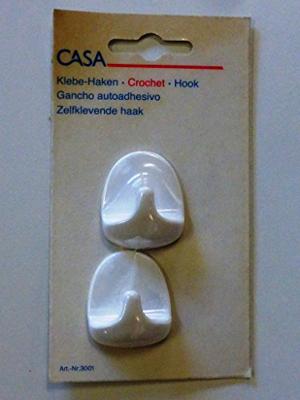 CASA
Klebe-Haken · Crochet · Hook
Gancho autoadhesivo
Zelfklevende haak
Art.-Nr.3001